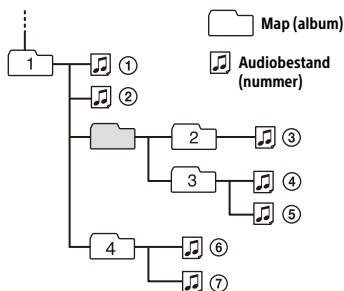 Map (album)
1 ①
Audiobestand
(nummer)
②
2 ③
3 ④
⑤
4 ⑥
⑦